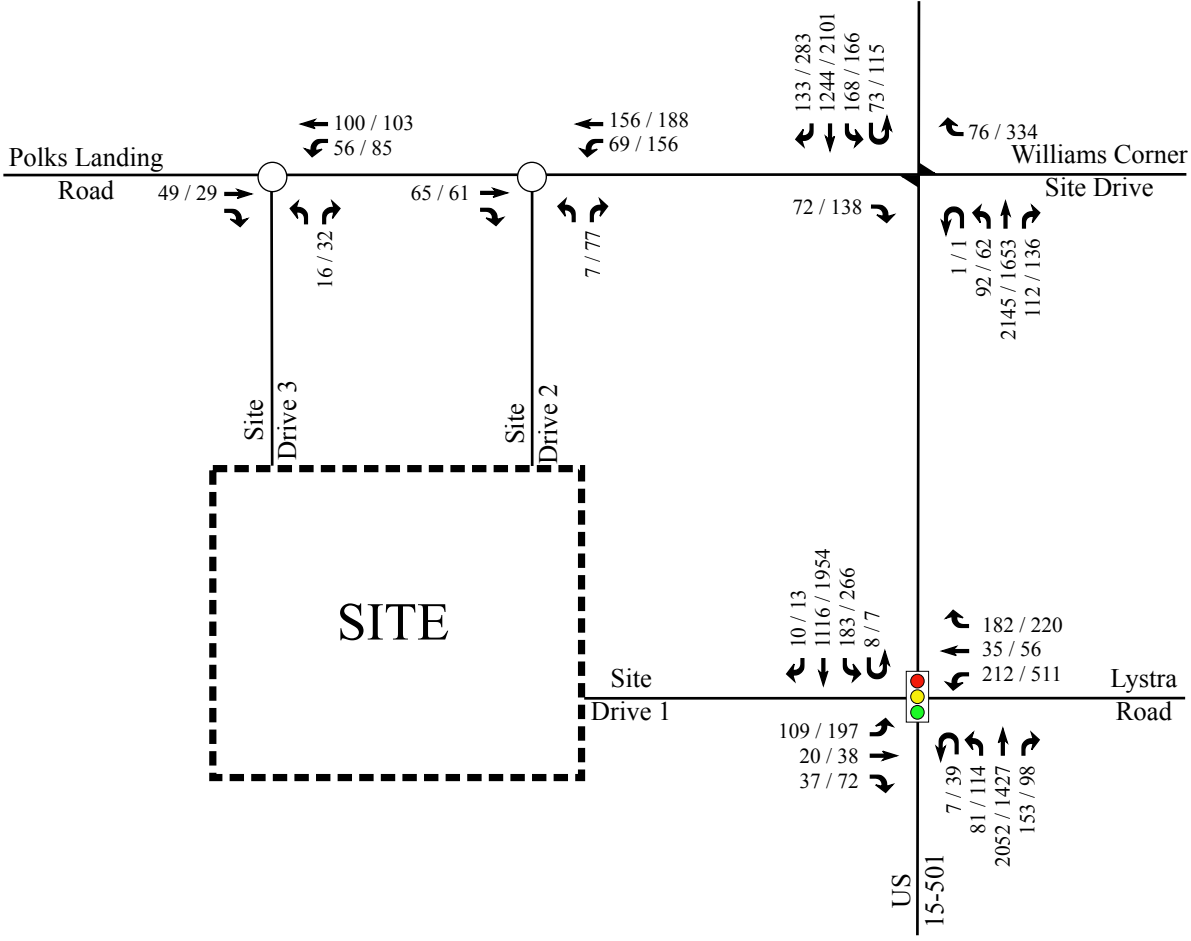 133 / 283
1244 / 2101
168 / 166
73 / 115
76 / 334
100 / 103
56 / 85
156 / 188
69 / 156
Polks Landing
Road
49 / 29
65 / 61
72 / 138
Williams Corner
Site Drive
16 / 32
7 / 77
1 / 1
92 / 62
2145 / 1653
112 / 136
Site
Drive 3
Site
Drive 2
SITE
10 / 13
1116 / 1954
183 / 266
8 / 7
182 / 220
35 / 56
212 / 511
Site
Drive 1
Lystra
Road
109 / 197
20 / 38
37 / 72
7 / 39
81 / 114
2052 / 1427
153 / 98
US
15-501